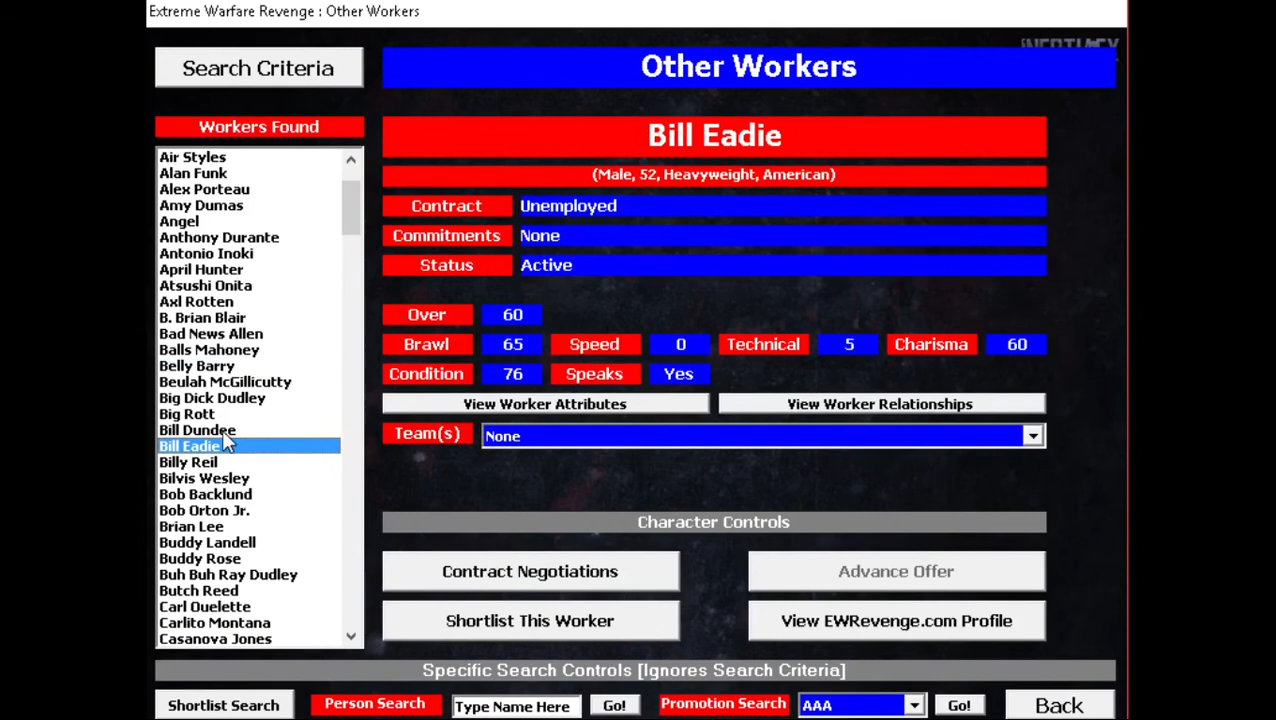 Extreme Warfare Revenge : Other Workers
Search Criteria
Other Workers
Workers Found
Air Styles
Alan Funk
Alex Porteau
Amy Dumas
Angel
Anthony Durante
Antonio Inoki
April Hunter
Atsushi Onita
Axl Rotten
B. Brian Blair
Bad News Allen
Balls Mahoney
Belly Barry
Beulah McGillicutty
Big Dick Dudley
Big Rott
Bill Dundee
Bill Eadie
Billy Reil
Bilvis Wesley
Bob Backlund
Bob Orton Jr.
Brian Lee
Buddy Landell
Buddy Rose
Buh Buh Ray Dudley
Butch Reed
Carl Ouelette
Carlito Montana
Casanova Jones
Bill Eadie
(Male, 52, Heavyweight, American)
Contract Unemployed
Commitments None
Status Active
Over 60
Brawl 65 Speed 0 Technical 5 Charisma 60
Condition 76 Speaks Yes
View Worker Attributes View Worker Relationships
Team(s) None
Character Controls
Contract Negotiations Advance Offer
Shortlist This Worker View EWRevenge.com Profile
Specific Search Controls [Ignores Search Criteria]
Shortlist Search Person Search Type Name Here Go! Promotion Search AAA Go! Back